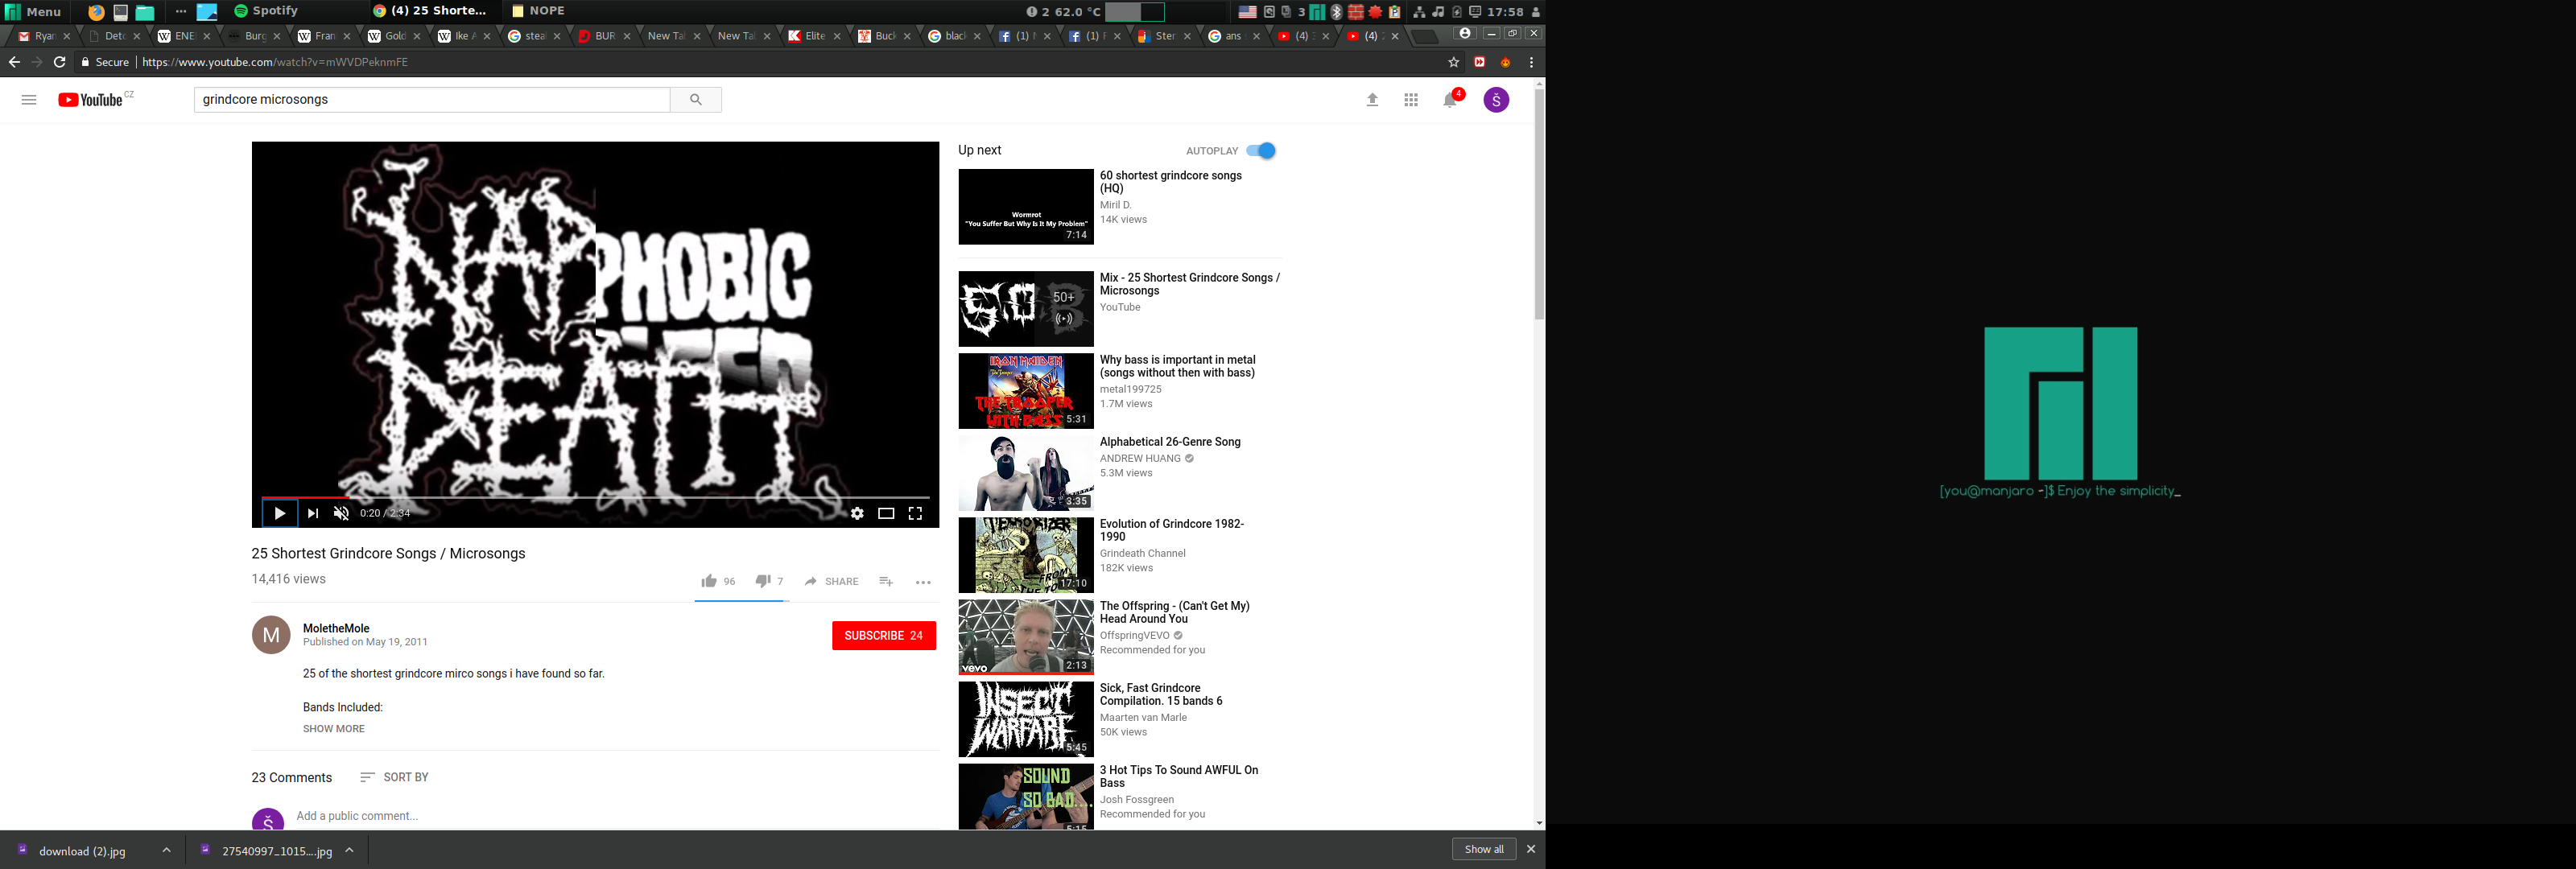 Menu
Spotify
(4) 25 Shorte...
NOPE
2 62.0 °C
3
17:58
Ryan
Detc
ENE
Burg
Fran
Gold
Ike A
steal
BUR
New Tal
New Tal
Elite
Buck
black
(1)
(1) F
Ster
ans
(4)
(4)
Secure
https://www.youtube.com/watch?v=mWVDPeknmFE
YouTube CZ
grindcore microsongs
4
Š
NAPALM
PHOBIC
DEATH
0:20 / 2:34
25 Shortest Grindcore Songs / Microsongs
14,416 views
96
7
SHARE
M
MoletheMole
Published on May 19, 2011
SUBSCRIBE 24
25 of the shortest grindcore mirco songs i have found so far.
Bands Included:
SHOW MORE
23 Comments
SORT BY
Š
Add a public comment...
Up next
AUTOPLAY
Wormrot
"You Suffer But Why Is It My Problem"
7:14
60 shortest grindcore songs
(HQ)
Miril D.
14K views
50+
Mix - 25 Shortest Grindcore Songs /
Microsongs
YouTube
IRON MAIDEN
THE TROOPER
WITH BASS
5:31
Why bass is important in metal
(songs without then with bass)
metal199725
1.7M views
3:35
Alphabetical 26-Genre Song
ANDREW HUANG
5.3M views
TERRORIZER
17:10
Evolution of Grindcore 1982-
1990
Grindeath Channel
182K views
vevo
2:13
The Offspring - (Can't Get My)
Head Around You
OffspringVEVO
Recommended for you
INSECT
WARFARE
5:45
Sick, Fast Grindcore
Compilation. 15 bands 6
Maarten van Marle
50K views
SOUND
SO BAD....
5:15
3 Hot Tips To Sound AWFUL On
Bass
Josh Fossgreen
Recommended for you
download (2).jpg
27540997_1015....jpg
Show all
[you@manjaro ~]$ Enjoy the simplicity_